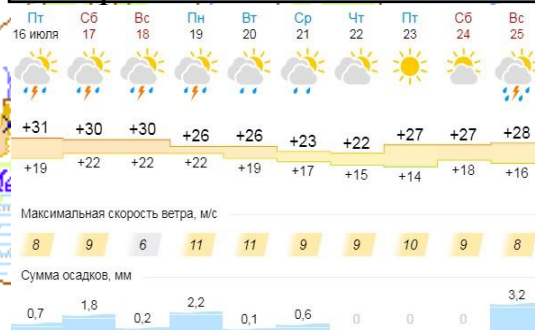 Пт Сб Вс Пн Вт Ср Чт Пт Сб Вс
16 июля 17 18 19 20 21 22 23 24 25
+31 +30 +30 +26 +26 +23 +22 +27 +27 +28
+19 +22 +22 +22 +19 +17 +15 +14 +18 +16
Максимальная скорость ветра, м/с
8 9 6 11 11 9 9 10 9 8
Сумма осадков, мм
0,7 1,8 0,2 2,2 0,1 0,6 0 0 0 3,2